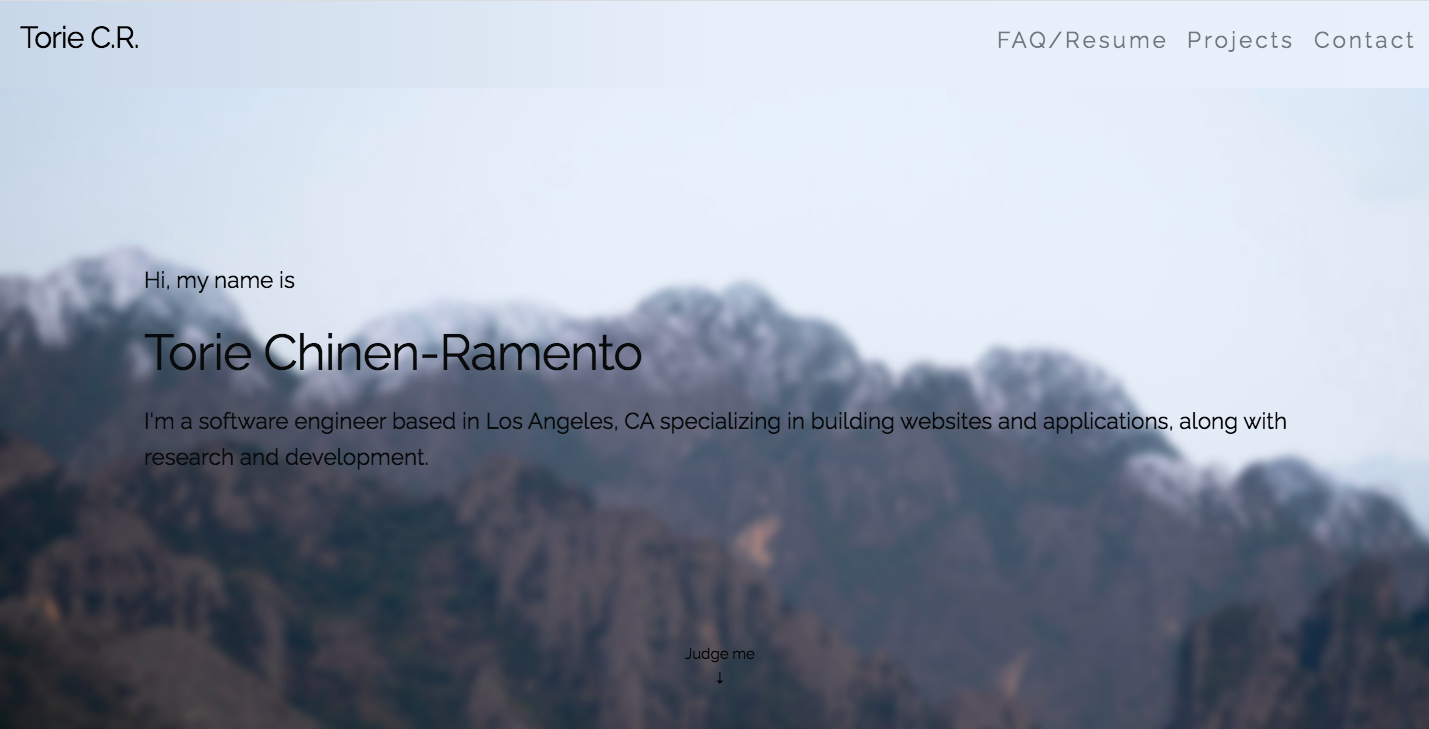 Torie C.R.
FAQ/Resume Projects Contact
Hi, my name is
Torie Chinen-Ramento
I'm a software engineer based in Los Angeles, CA specializing in building websites and applications, along with
research and development.
Judge me
↓